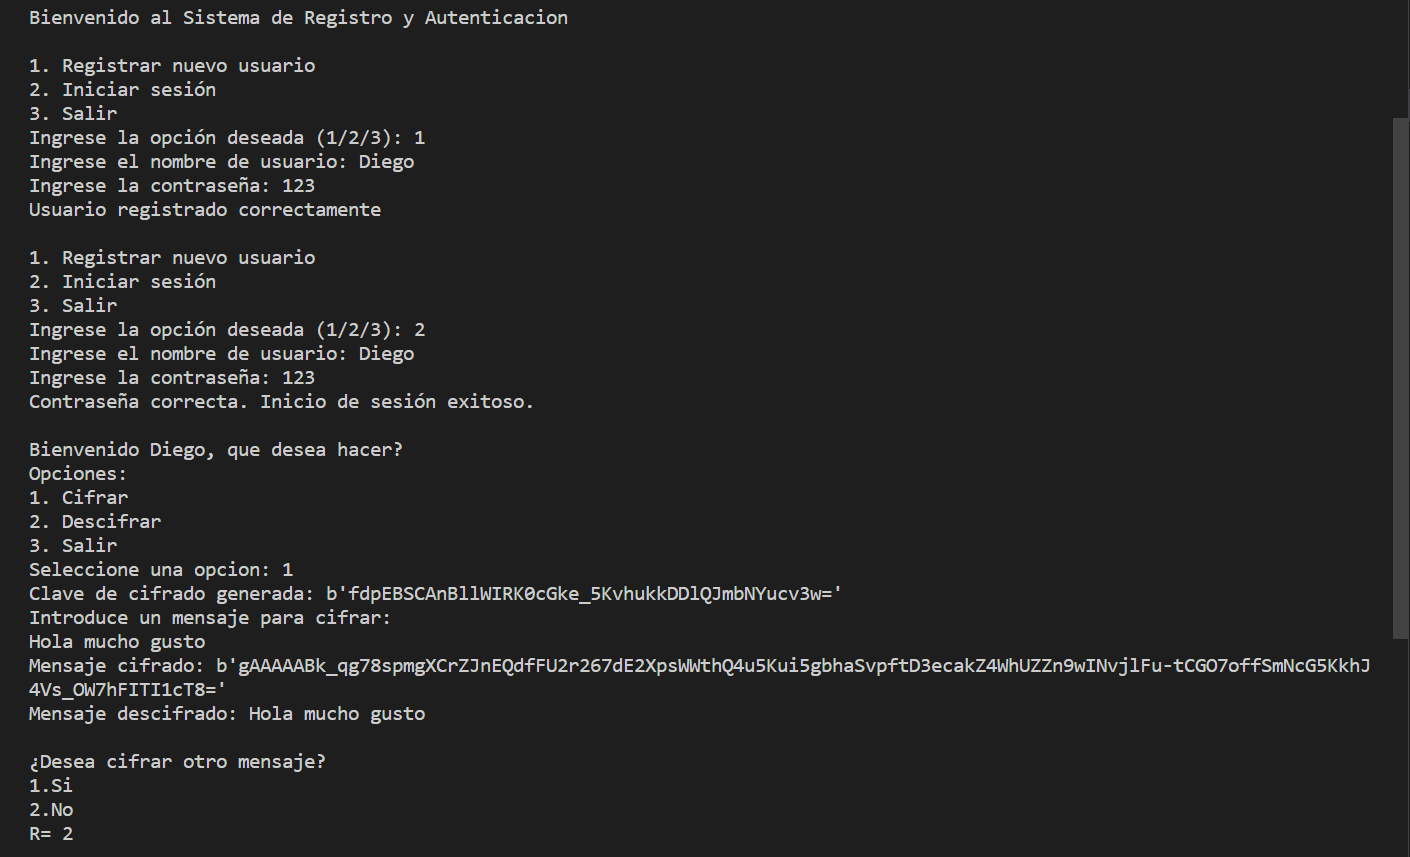 Bienvenido al Sistema de Registro y Autenticacion
1. Registrar nuevo usuario
2. Iniciar sesión
3. Salir
Ingrese la opción deseada (1/2/3): 1
Ingrese el nombre de usuario: Diego
Ingrese la contraseña: 123
Usuario registrado correctamente
1. Registrar nuevo usuario
2. Iniciar sesión
3. Salir
Ingrese la opción deseada (1/2/3): 2
Ingrese el nombre de usuario: Diego
Ingrese la contraseña: 123
Contraseña correcta. Inicio de sesión exitoso.
Bienvenido Diego, que desea hacer?
Opciones:
1. Cifrar
2. Descifrar
3. Salir
Seleccione una opcion: 1
Clave de cifrado generada: b'fdpEBSCAnBllWIRK0cGke_5KvhukkDDlQJmbNYucv3w='
Introduce un mensaje para cifrar:
Hola mucho gusto
Mensaje cifrado: b'gAAAAABk_qg78spmgXCrZJnEQdfFU2r267dE2XpsWWthQ4u5Kui5gbhaSvpftD3ecakZ4WhUZZn9wINvjlFu-tCGO7offSmNcG5KkhJ
4Vs_OW7hFITI1cT8='
Mensaje descifrado: Hola mucho gusto
¿Desea cifrar otro mensaje?
1.Si
2.No
R= 2